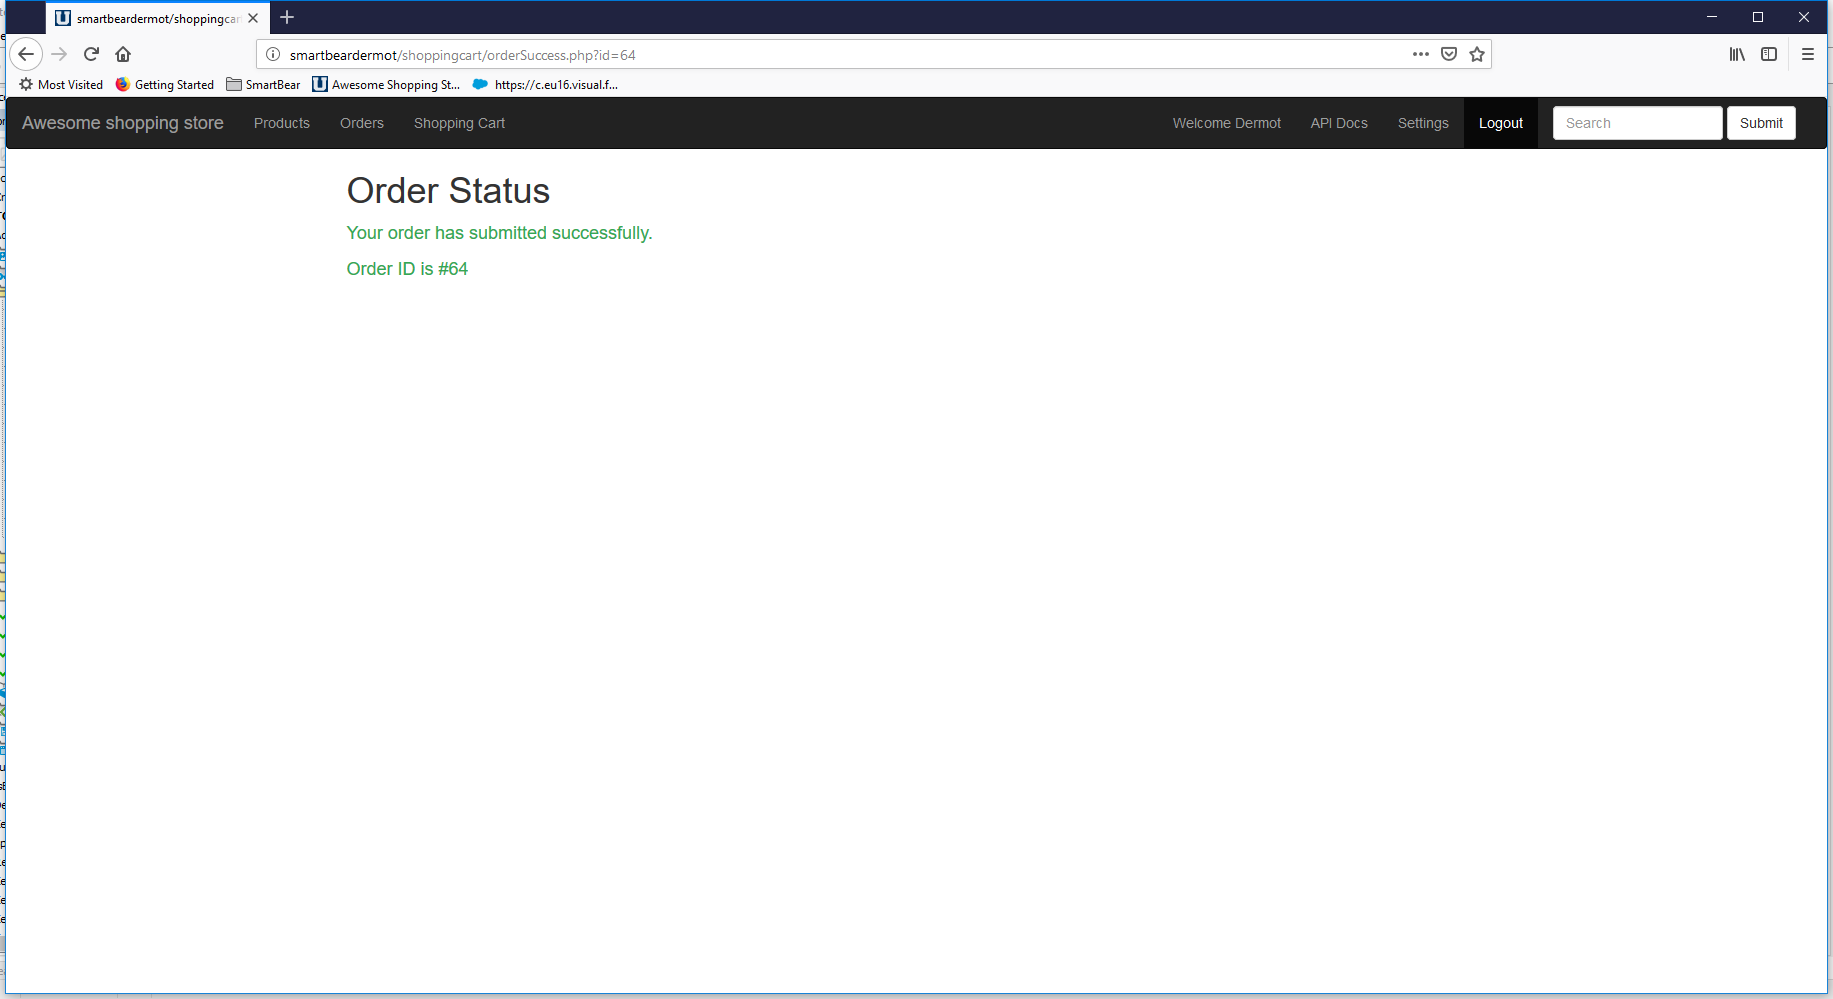 smartbeardermot/shoppingcar
smartbeardermot/shoppingcart/orderSuccess.php?id=64
Most Visited
Getting Started
SmartBear
Awesome Shopping St...
https://c.eu16.visual.f...
Awesome shopping store
Products
Orders
Shopping Cart
Welcome Dermot
API Docs
Settings
Logout
Search
Submit
Order Status
Your order has submitted successfully.
Order ID is #64